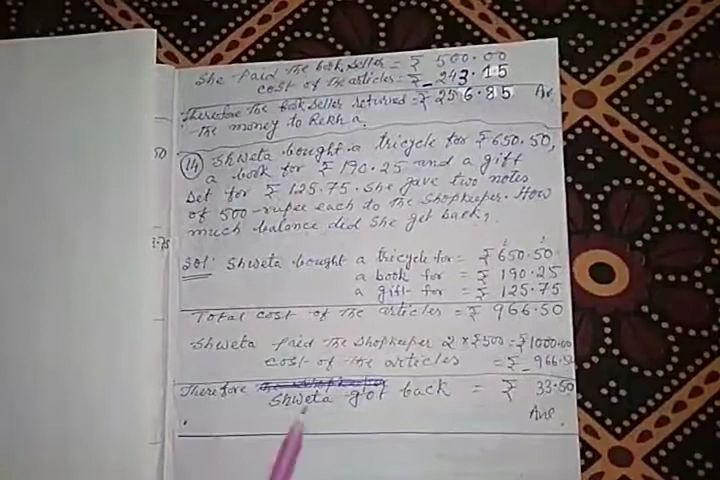 She Paid The book seller = ₹ 500.00
cost of the articles = ₹ - 243.15
Therefore The book seller returned = ₹ 256.85 Ans.
the money to Rekha.
(14) Shweta bought a tricycle for ₹ 650.50,
a book for ₹ 190.25 and a gift
set for ₹ 125.75. She gave two notes
of 500-rupee each to the shopkeeper. How
much balance did she get back?
Sol! Shweta bought a tricycle for = ₹ 650.50
a book for = ₹ 190.25
a gift for = ₹ 125.75
Total cost of The articles = ₹ 966.50
Shweta Paid The Shopkeeper 2 x ₹500 = ₹1000.00
cost of the articles = ₹ - 966.50
Therefore
Shweta got back = ₹ 33.50
Ans.
50
3.75